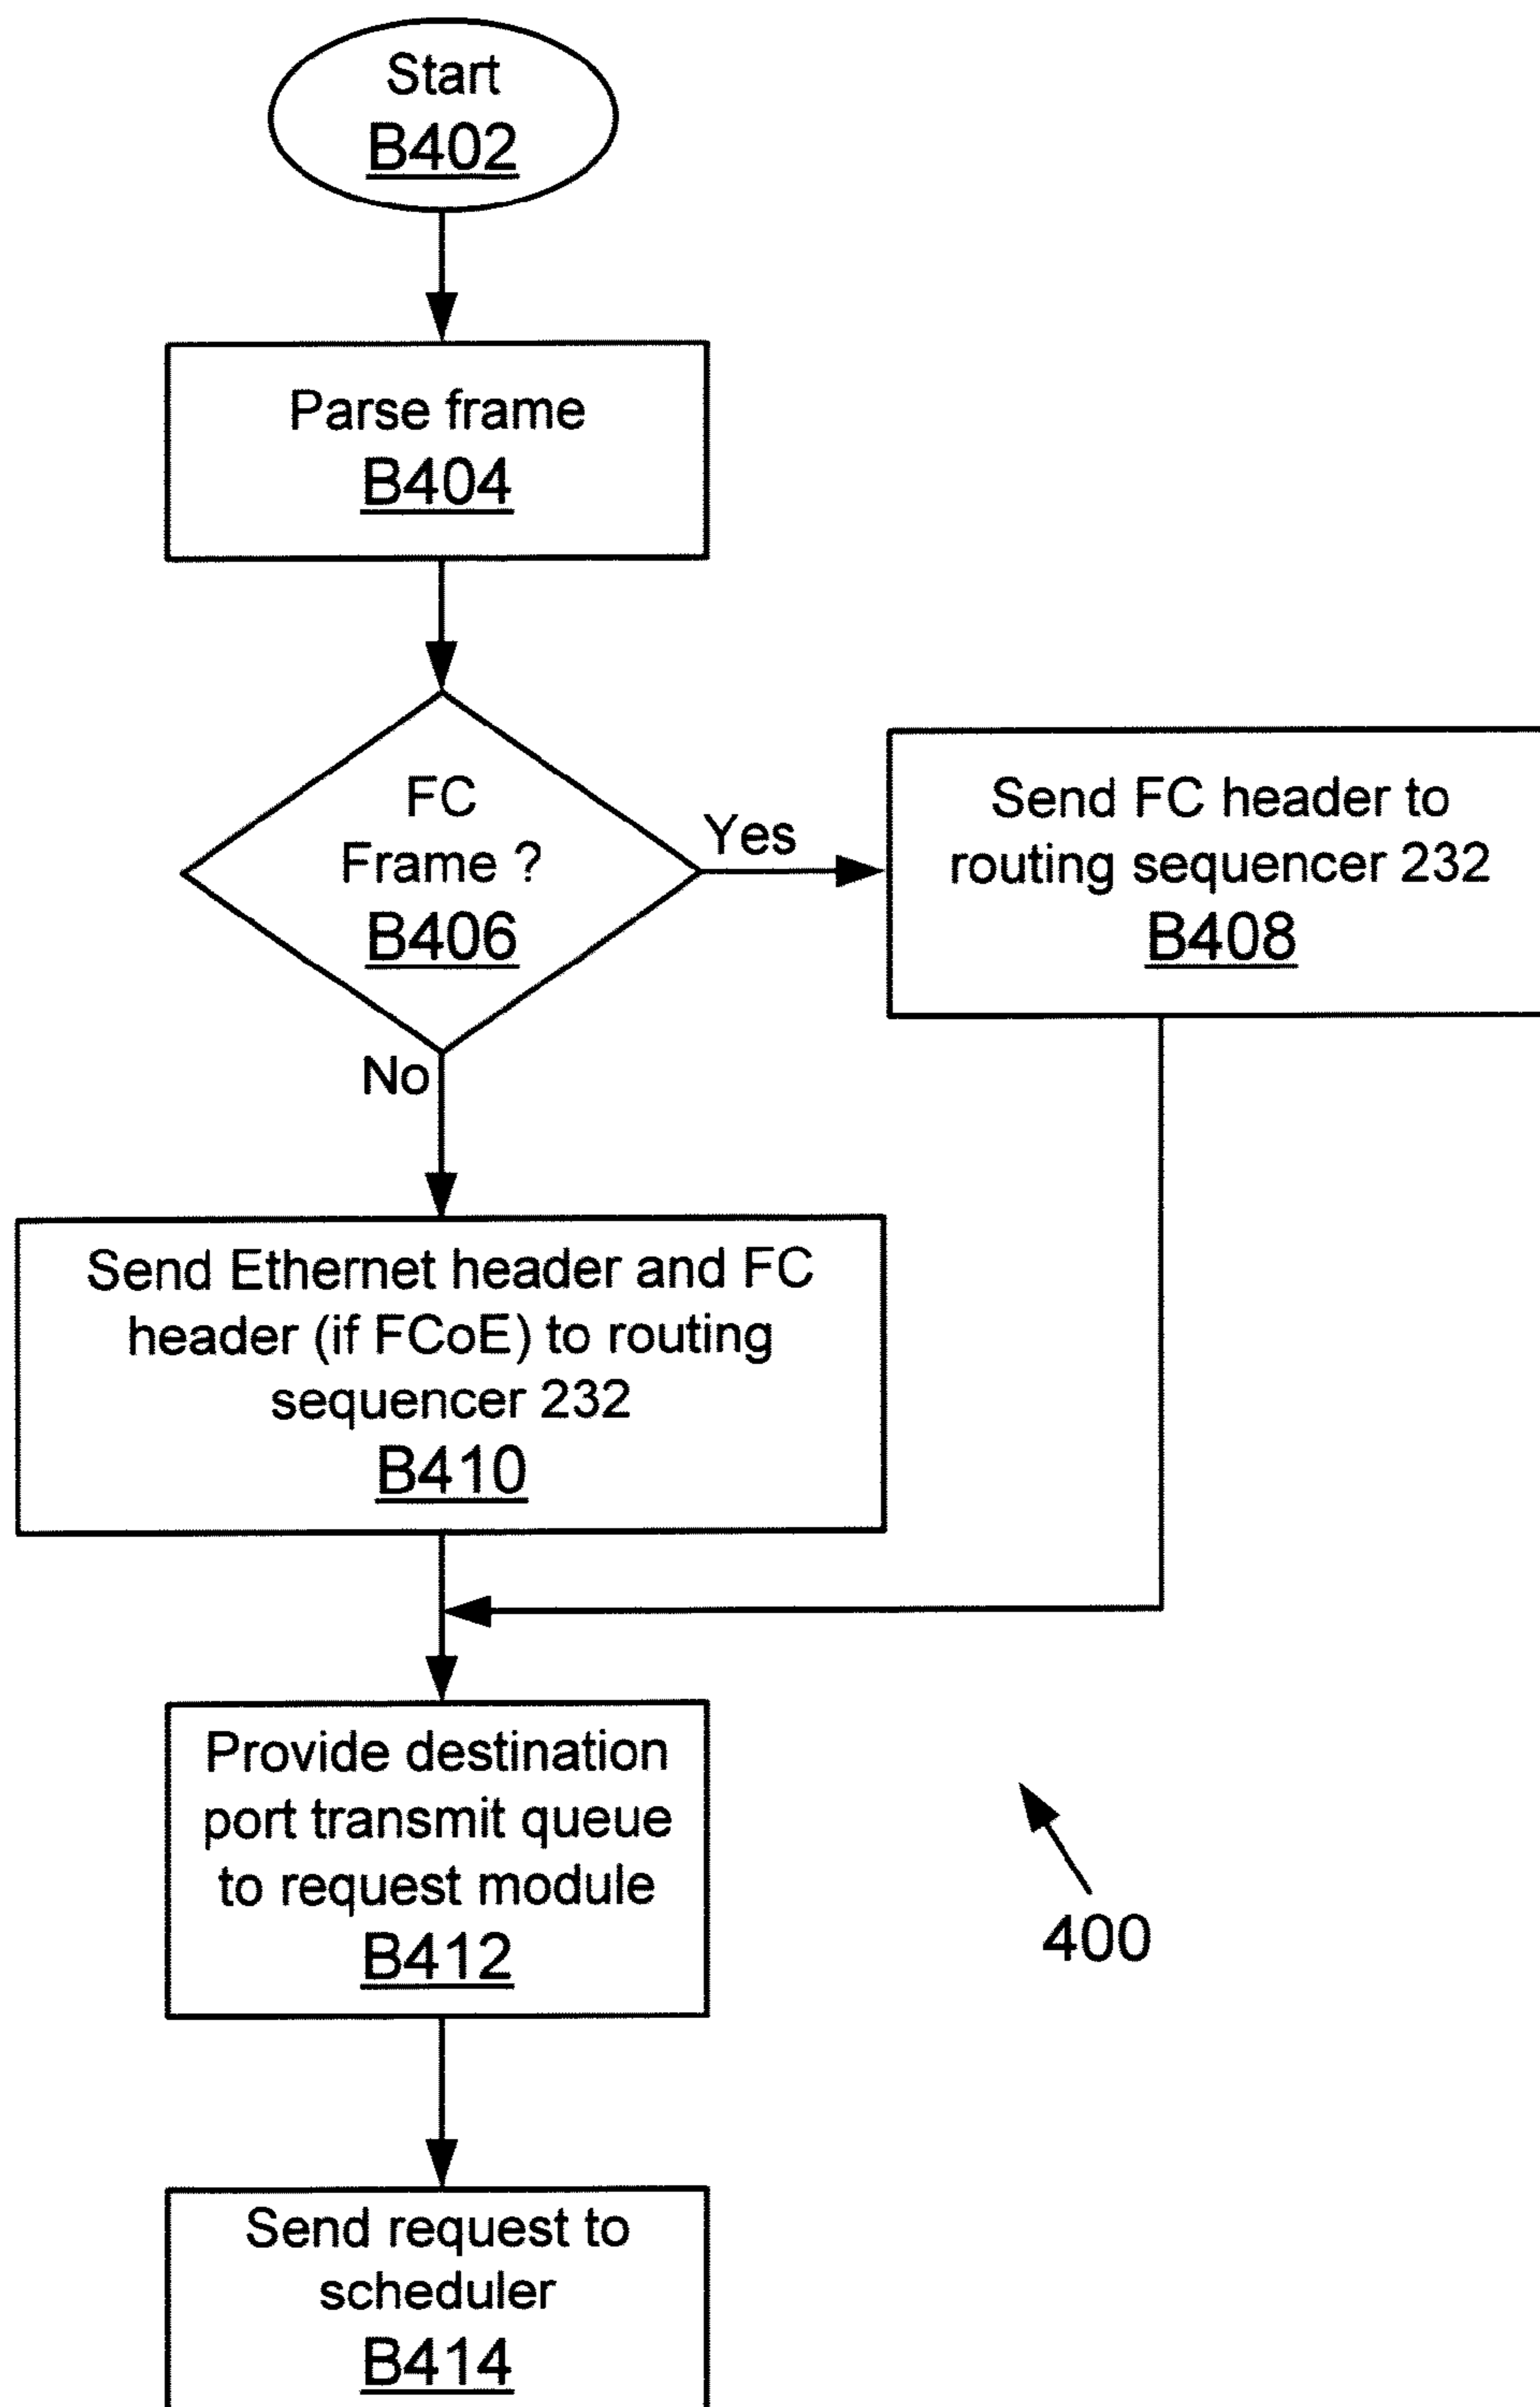 Start
B402
Parse frame
B404
FC
Frame ?
B406
Yes
Send FC header to
routing sequencer 232
B408
No
Send Ethernet header and FC
header (if FCoE) to routing
sequencer 232
B410
Provide destination
port transmit queue
to request module
B412
400
Send request to
scheduler
B414